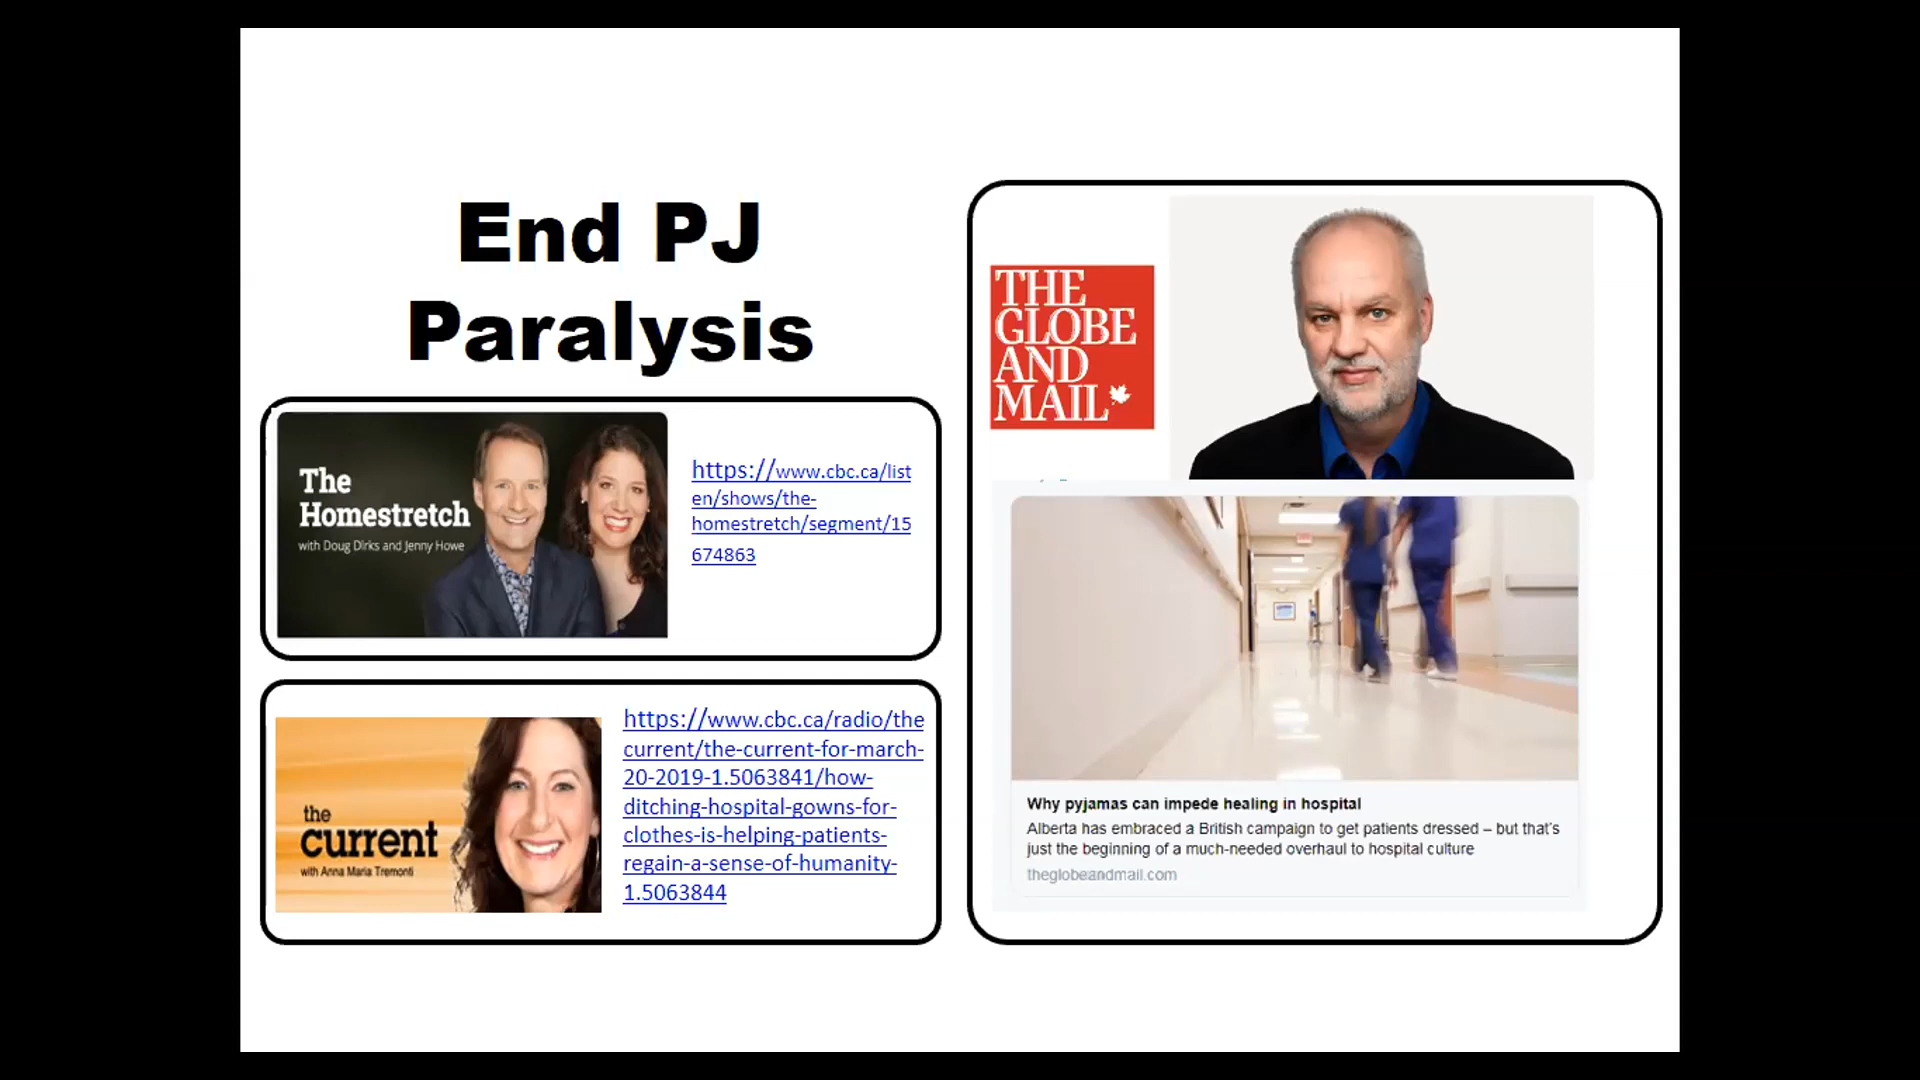 End PJ
Paralysis
The
Homestretch
with Doug Dirks and Jenny Howe
https://www.cbc.ca/list
en/shows/the-
homestretch/segment/15
674863
the
current
with Anna Maria Tremonti
https://www.cbc.ca/radio/the
current/the-current-for-march-
20-2019-1.5063841/how-
ditching-hospital-gowns-for-
clothes-is-helping-patients-
regain-a-sense-of-humanity-
1.5063844
THE
GLOBE
AND
MAIL
Why pyjamas can impede healing in hospital
Alberta has embraced a British campaign to get patients dressed – but that's
just the beginning of a much-needed overhaul to hospital culture
theglobeandmail.com